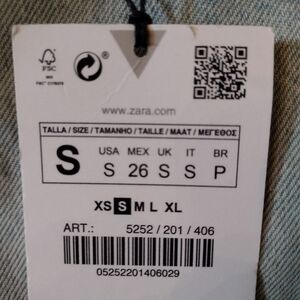 FSC
www.zara.com
TALLA / SIZE / TAMANHO / TAILLE / MAAT / ΜΕΓΕΘΟΣ
S
USA MEX UK IT BR
S 26 S S P
XS S M L XL
ART.: 5252 / 201 / 406
05252201406029